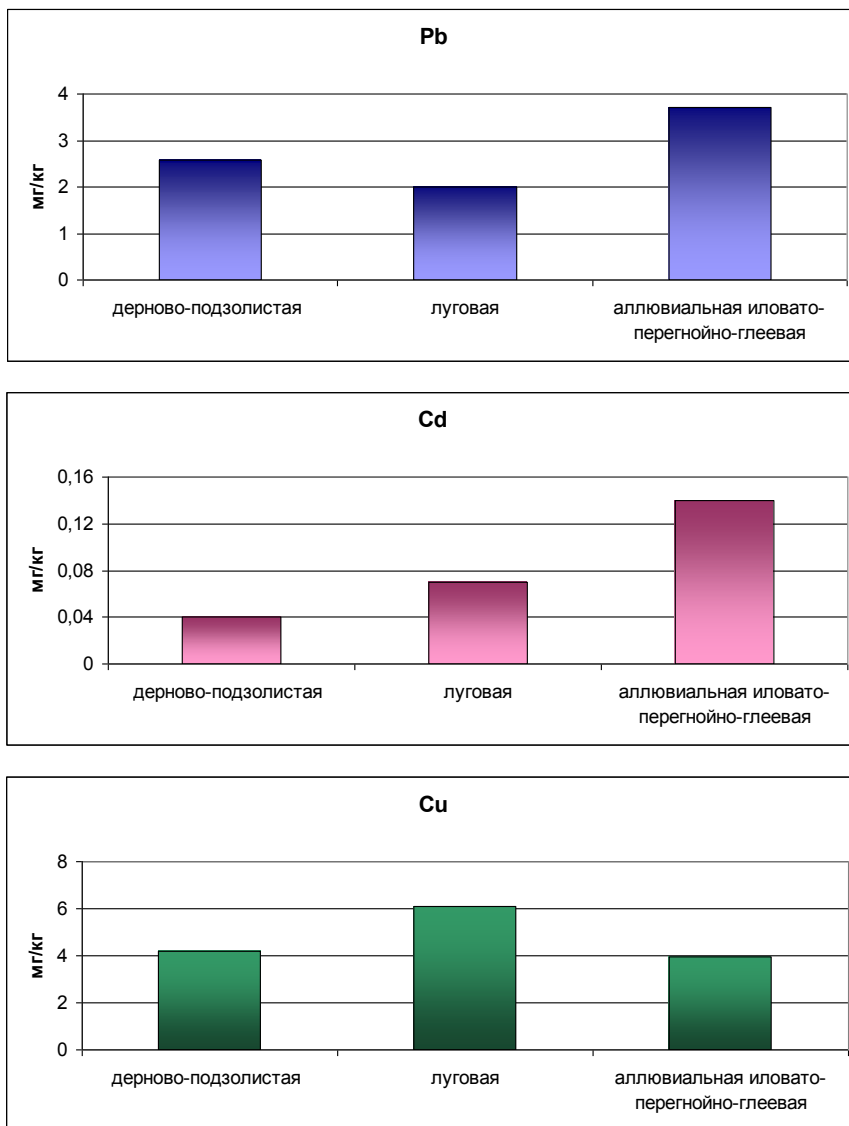 Pb
4
3
2
1
0
мг/кг
дерново-подзолистая луговая аллювиальная иловато-
перегнойно-глеевая
Cd
0,16
0,12
0,08
0,04
0
мг/кг
дерново-подзолистая луговая аллювиальная иловато-
перегнойно-глеевая
Cu
8
6
4
2
0
мг/кг
дерново-подзолистая луговая аллювиальная иловато-
перегнойно-глеевая